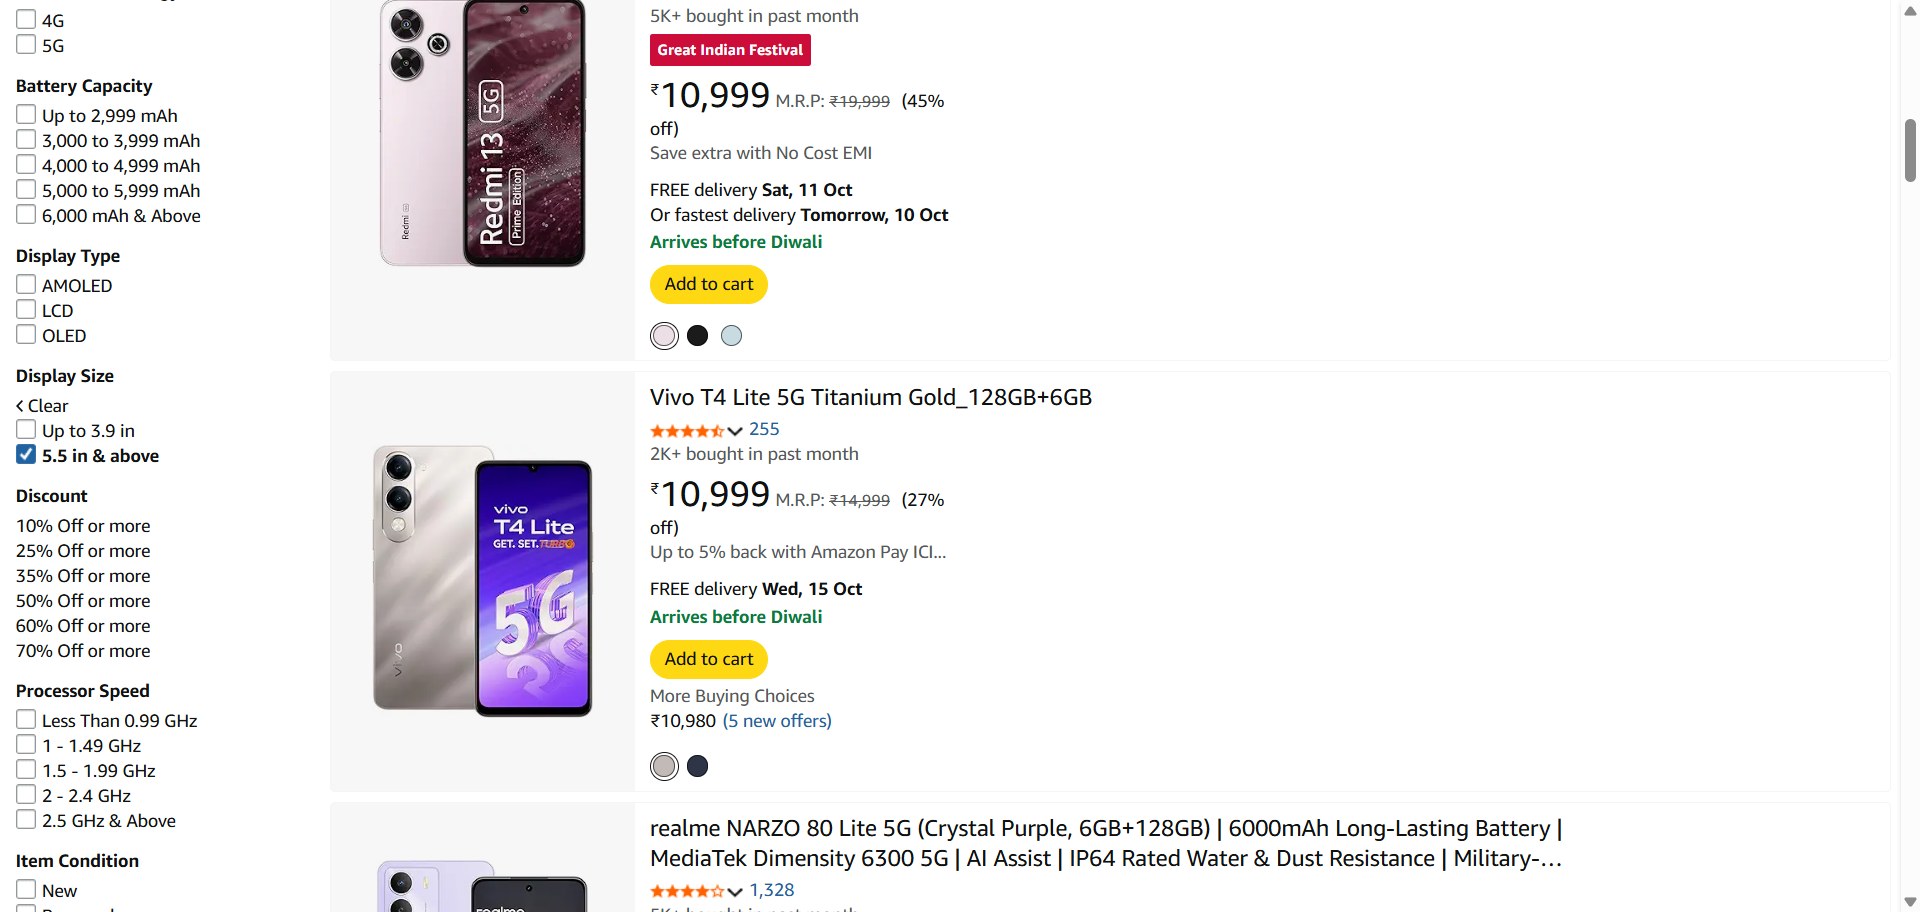 4G
5G
Battery Capacity
Up to 2,999 mAh
3,000 to 3,999 mAh
4,000 to 4,999 mAh
5,000 to 5,999 mAh
6,000 mAh & Above
Display Type
AMOLED
LCD
OLED
Display Size
Clear
Up to 3.9 in
5.5 in & above
Discount
10% Off or more
25% Off or more
35% Off or more
50% Off or more
60% Off or more
70% Off or more
Processor Speed
Less Than 0.99 GHz
1 - 1.49 GHz
1.5 - 1.99 GHz
2 - 2.4 GHz
2.5 GHz & Above
Item Condition
New
Redmi
Redmi 13 5G
Prime Edition
5K+ bought in past month
Great Indian Festival
₹10,999 M.R.P: ₹19,999 (45%
off)
Save extra with No Cost EMI
FREE delivery Sat, 11 Oct
Or fastest delivery Tomorrow, 10 Oct
Arrives before Diwali
Add to cart
vivo
vivo
T4 Lite
GET. SET. TURBO
5G
Vivo T4 Lite 5G Titanium Gold_128GB+6GB
255
2K+ bought in past month
₹10,999 M.R.P: ₹14,999 (27%
off)
Up to 5% back with Amazon Pay ICI...
FREE delivery Wed, 15 Oct
Arrives before Diwali
Add to cart
More Buying Choices
₹10,980 (5 new offers)
realme
realme NARZO 80 Lite 5G (Crystal Purple, 6GB+128GB) | 6000mAh Long-Lasting Battery |
MediaTek Dimensity 6300 5G | AI Assist | IP64 Rated Water & Dust Resistance | Military-…
1,328
5K+ bought in past month